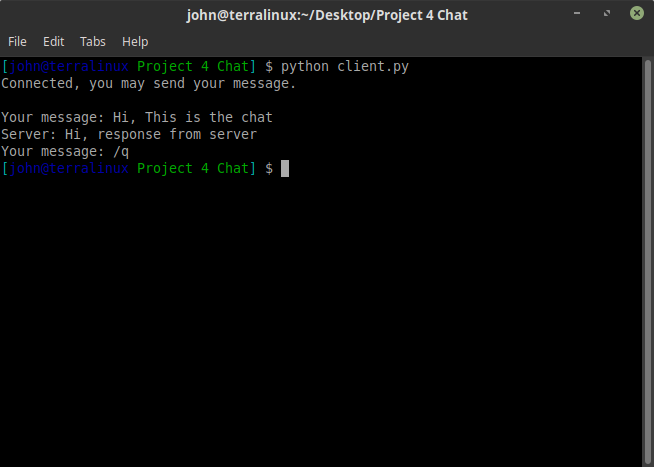 john@terralinux:~/Desktop/Project 4 Chat
File Edit Tabs Help
[john@terralinux Project 4 Chat] $ python client.py
Connected, you may send your message.
Your message: Hi, This is the chat
Server: Hi, response from server
Your message: /q
[john@terralinux Project 4 Chat] $